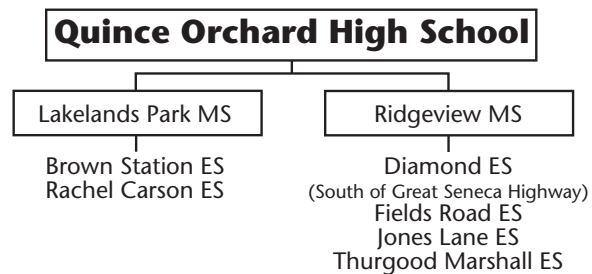 Quince Orchard High School
Lakelands Park MS
Brown Station ES
Rachel Carson ES
Ridgeview MS
Diamond ES
(South of Great Seneca Highway)
Fields Road ES
Jones Lane ES
Thurgood Marshall ES